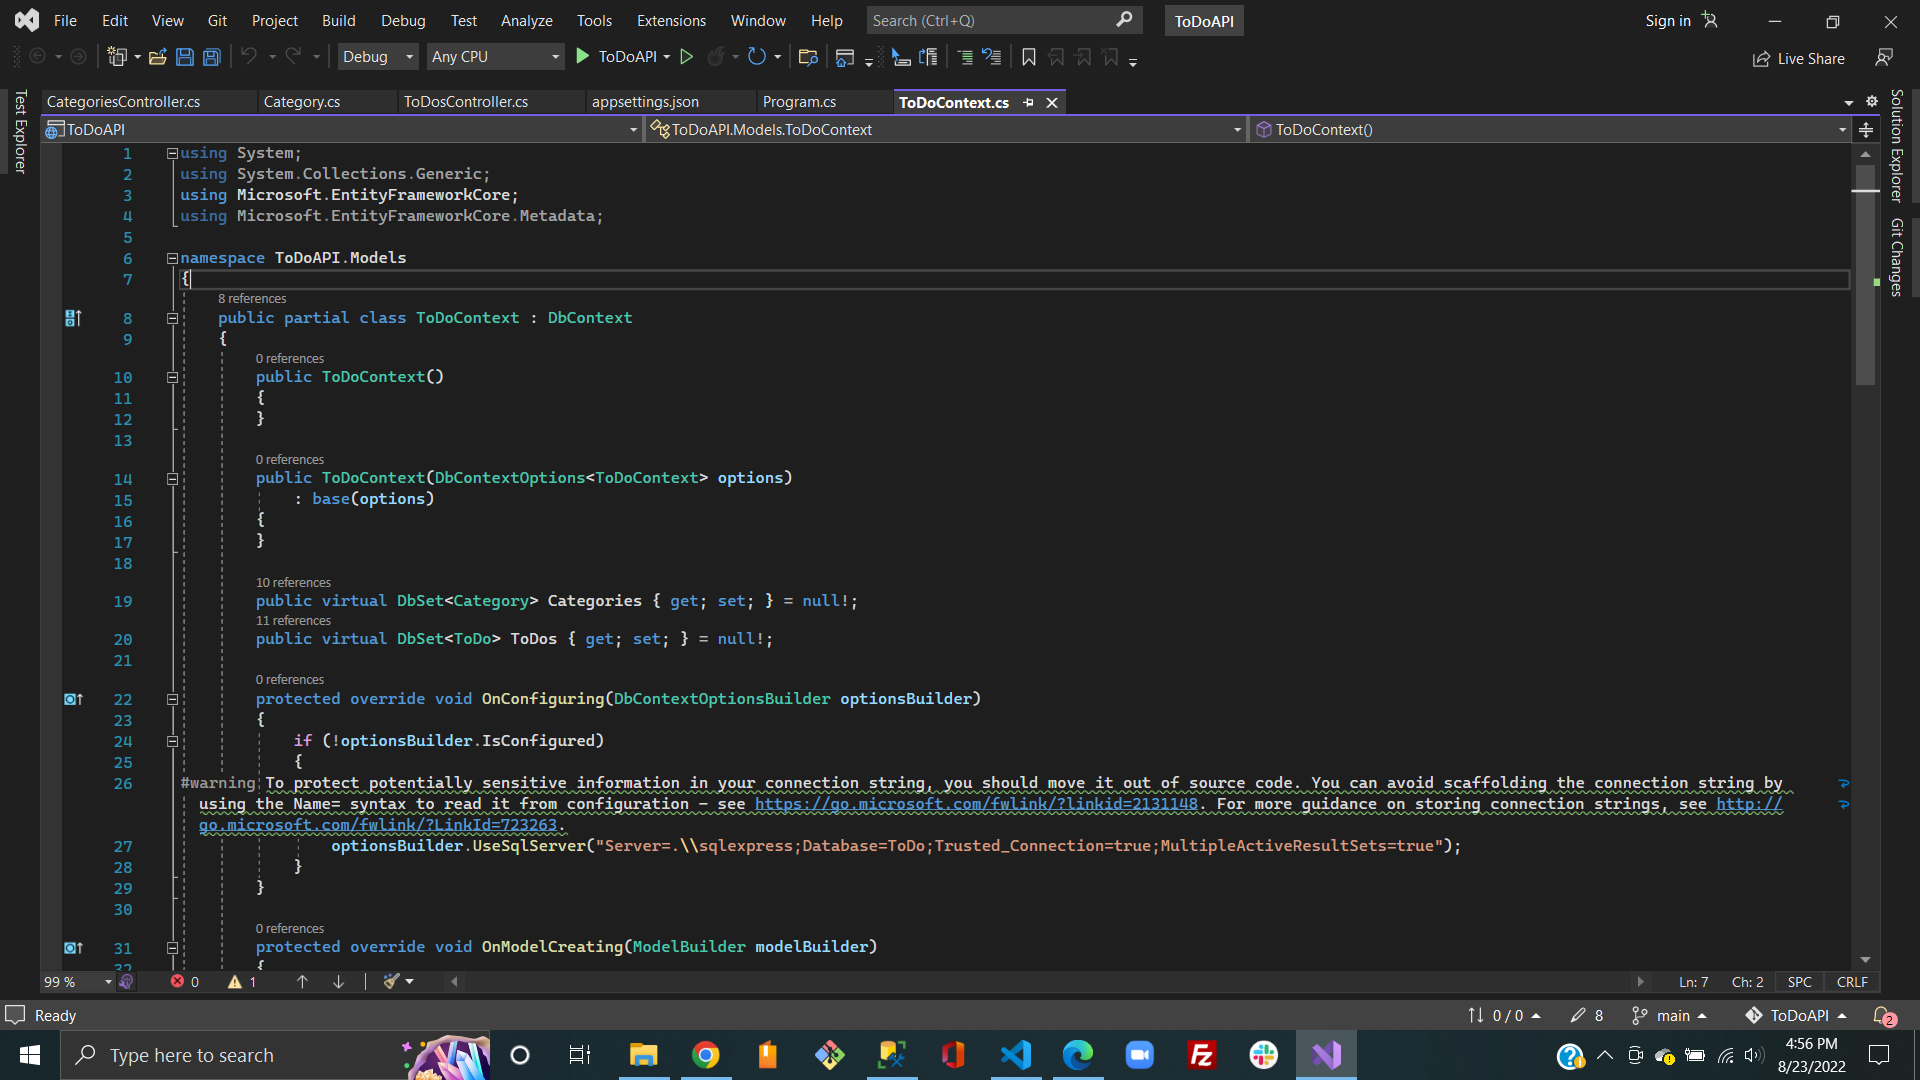 File Edit View Git Project Build Debug Test Analyze Tools Extensions Window Help Search (Ctrl+Q) ToDoAPI Sign in
Debug Any CPU ToDoAPI Live Share
CategoriesController.cs Category.cs ToDosController.cs appsettings.json Program.cs ToDoContext.cs
ToDoAPI ToDoAPI.Models.ToDoContext ToDoContext()
Test Explorer
Solution Explorer
Git Changes
1 using System;
2 using System.Collections.Generic;
3 using Microsoft.EntityFrameworkCore;
4 using Microsoft.EntityFrameworkCore.Metadata;
5
6 namespace ToDoAPI.Models
7 {
8 references
8 public partial class ToDoContext : DbContext
9 {
0 references
10 public ToDoContext()
11 {
12 }
13
0 references
14 public ToDoContext(DbContextOptions<ToDoContext> options)
15 : base(options)
16 {
17 }
18
10 references
19 public virtual DbSet<Category> Categories { get; set; } = null!;
11 references
20 public virtual DbSet<ToDo> ToDos { get; set; } = null!;
21
0 references
22 protected override void OnConfiguring(DbContextOptionsBuilder optionsBuilder)
23 {
24 if (!optionsBuilder.IsConfigured)
25 {
26 #warning To protect potentially sensitive information in your connection string, you should move it out of source code. You can avoid scaffolding the connection string by
using the Name= syntax to read it from configuration - see https://go.microsoft.com/fwlink/?linkid=2131148. For more guidance on storing connection strings, see http://
go.microsoft.com/fwlink/?LinkId=723263.
27 optionsBuilder.UseSqlServer("Server=.\\sqlexpress;Database=ToDo;Trusted_Connection=true;MultipleActiveResultSets=true");
28 }
29 }
30
0 references
31 protected override void OnModelCreating(ModelBuilder modelBuilder)
32 {
99 % 0 1 Ln: 7 Ch: 2 SPC CRLF
Ready 0 / 0 8 main ToDoAPI 2
Type here to search 4:56 PM
8/23/2022